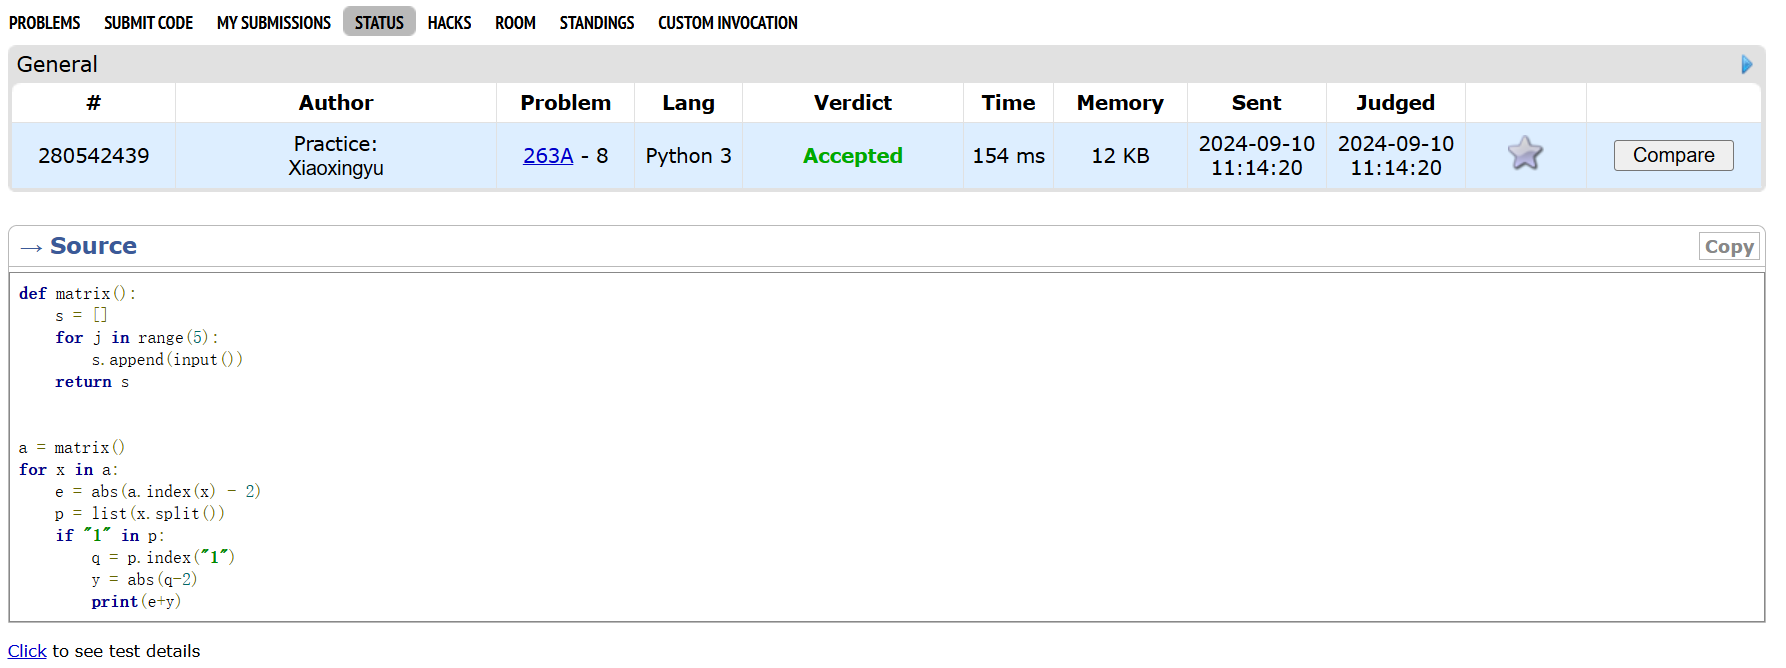 PROBLEMS SUBMIT CODE MY SUBMISSIONS STATUS HACKS ROOM STANDINGS CUSTOM INVOCATION
General
# Author Problem Lang Verdict Time Memory Sent Judged
280542439 Practice: Xiaoxingyu 263A - 8 Python 3 Accepted 154 ms 12 KB 2024-09-10 11:14:20 2024-09-10 11:14:20 Compare
→ Source Copy
def matrix():
    s = []
    for j in range(5):
        s.append(input())
    return s
a = matrix()
for x in a:
    e = abs(a.index(x) - 2)
    p = list(x.split())
    if "1" in p:
        q = p.index("1")
        y = abs(q-2)
        print(e+y)
Click to see test details